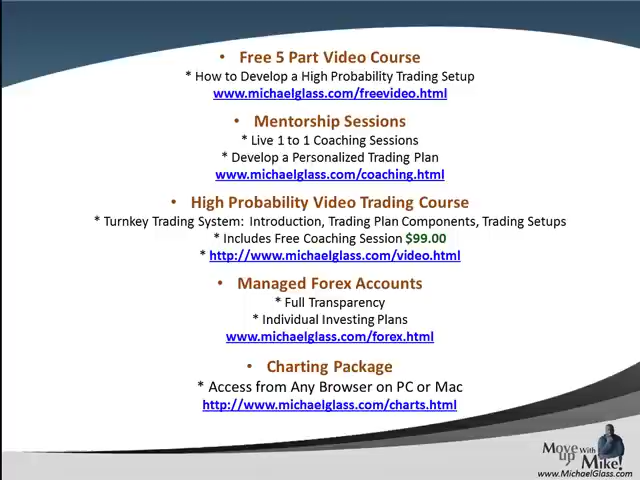 • Free 5 Part Video Course
* How to Develop a High Probability Trading Setup
www.michaelglass.com/freevideo.html
• Mentorship Sessions
* Live 1 to 1 Coaching Sessions
* Develop a Personalized Trading Plan
www.michaelglass.com/coaching.html
• High Probability Video Trading Course
* Turnkey Trading System: Introduction, Trading Plan Components, Trading Setups
* Includes Free Coaching Session $99.00
* http://www.michaelglass.com/video.html
• Managed Forex Accounts
* Full Transparency
* Individual Investing Plans
www.michaelglass.com/forex.html
• Charting Package
* Access from Any Browser on PC or Mac
http://www.michaelglass.com/charts.html
Move With
up Mike!
www.MichaelGlass.com